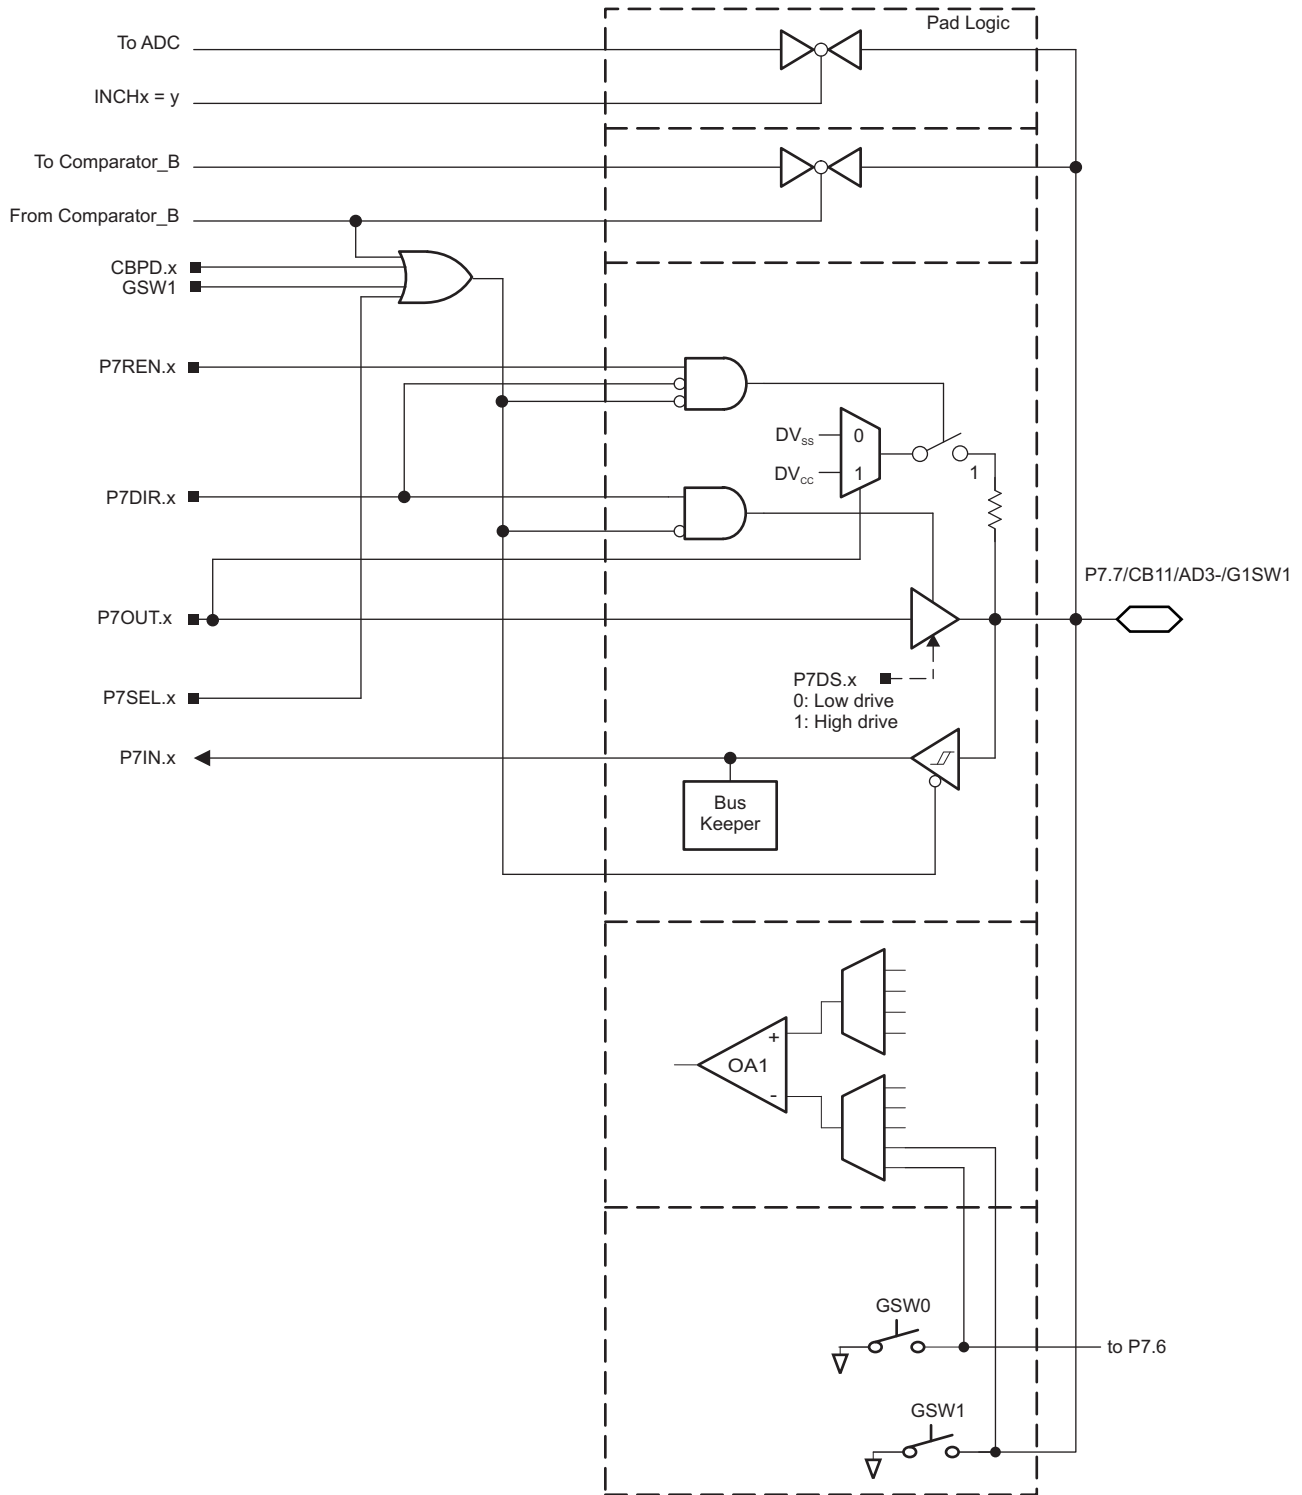 Pad Logic
To ADC
INCHx = y
To Comparator_B
From Comparator_B
CBPD.x
GSW1
P7REN.x
DVSS
0
DVCC
1
1
P7DIR.x
P7.7/CB11/AD3-/G1SW1
P7OUT.x
P7DS.x
0: Low drive
1: High drive
P7SEL.x
P7IN.x
Bus
Keeper
+
OA1
-
GSW0
to P7.6
GSW1